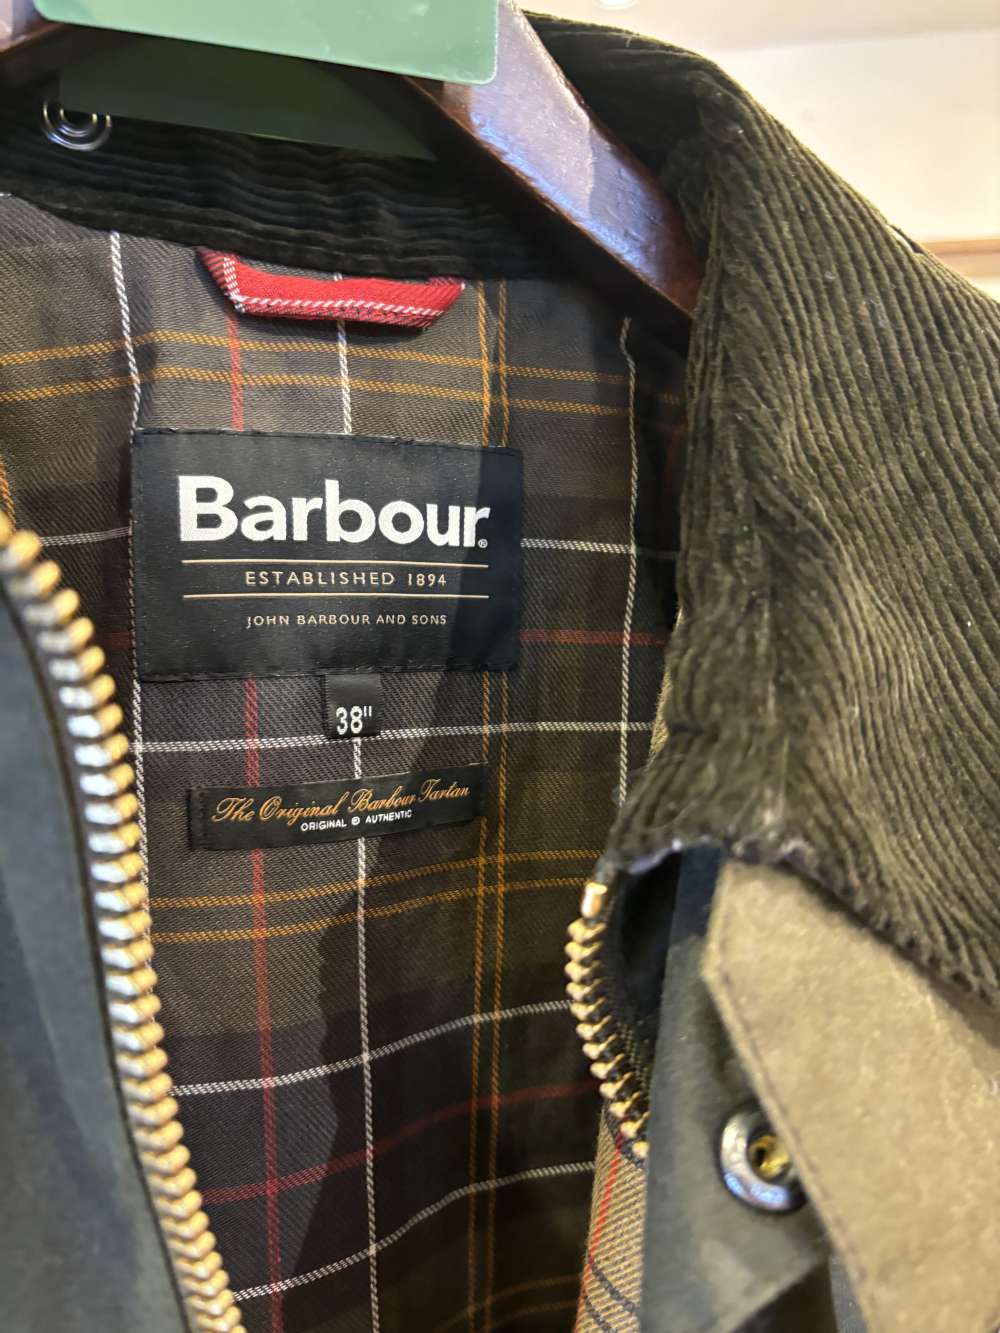 Barbour®
ESTABLISHED 1894
JOHN BARBOUR AND SONS
38"
The Original Barbour Tartan
ORIGINAL ® AUTHENTIC